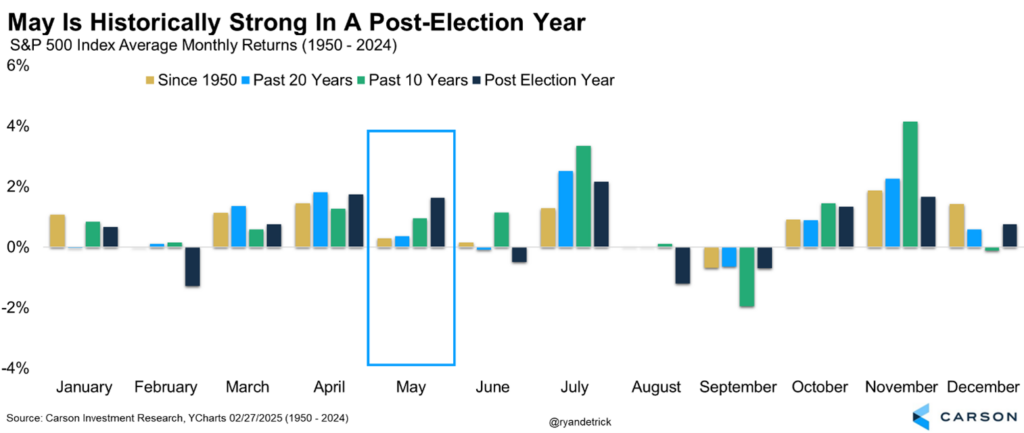 May Is Historically Strong In A Post-Election Year
S&P 500 Index Average Monthly Returns (1950 - 2024)
6%
Since 1950 Past 20 Years Past 10 Years Post Election Year
4%
2%
0%
-2%
-4%
January February March April May June July August September October November December
Source: Carson Investment Research, YCharts 02/27/2025 (1950 - 2024)
@ryandetrick
CARSON